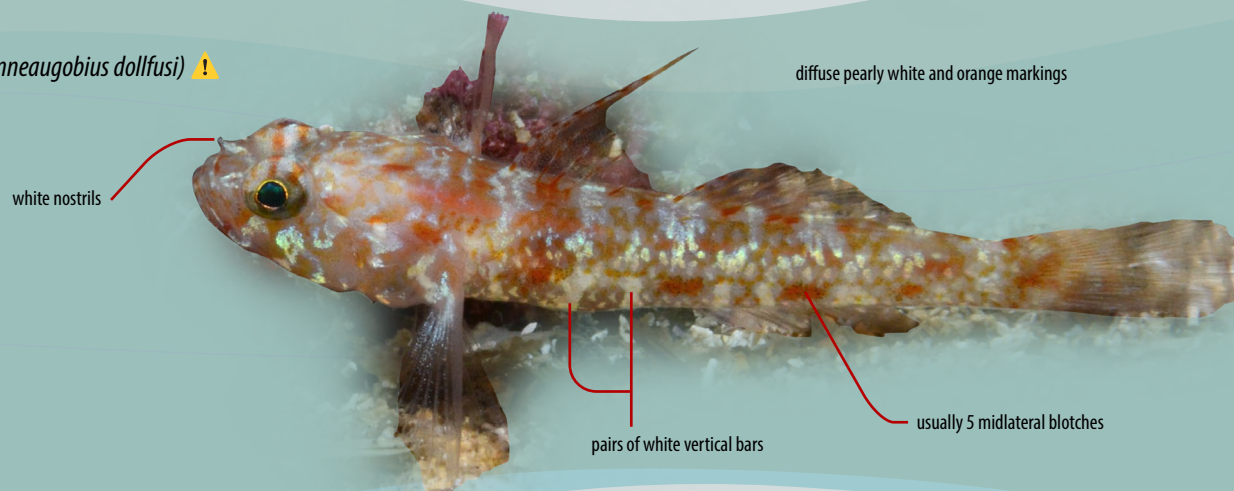 nneaugobius dollfusi)
diffuse pearly white and orange markings
white nostrils
usually 5 midlateral blotches
pairs of white vertical bars